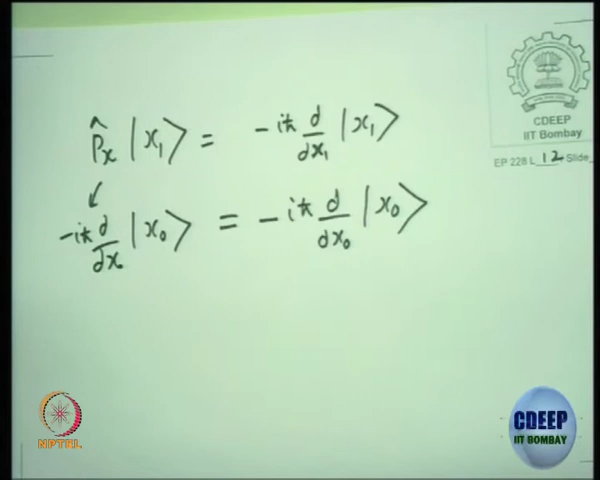 CDEEP
IIT Bombay
EP 228 L 12 Slide
p̂ₓ |x₁⟩ = -iħ d/dx₁ |x₁⟩
-iħ d/dx |x₀⟩ = -iħ d/dx₀ |x₀⟩
NPTEL
CDEEP
IIT BOMBAY